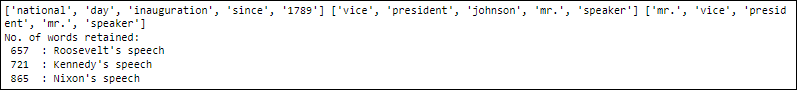 ['national', 'day', 'inauguration', 'since', '1789'] ['vice', 'president', 'johnson', 'mr.', 'speaker'] ['mr.', 'vice', 'presid
ent', 'mr.', 'speaker']
No. of words retained:
657  : Roosevelt's speech
721  : Kennedy's speech
865  : Nixon's speech